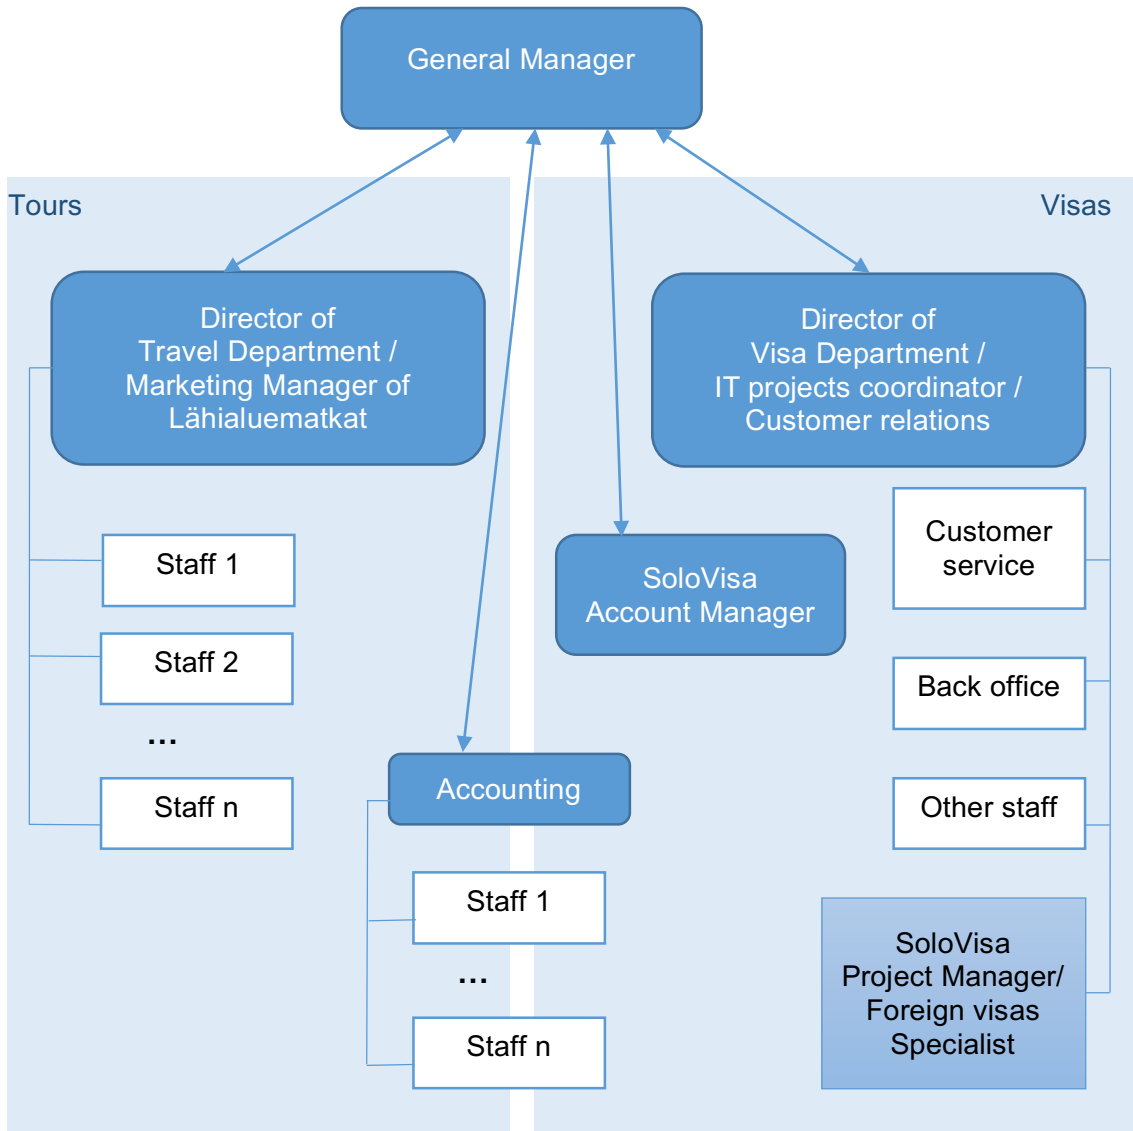 General Manager
Tours
Visas
Director of
Travel Department /
Marketing Manager of
Lähialuematkat
Director of
Visa Department /
IT projects coordinator /
Customer relations
Staff 1
Staff 2
...
Staff n
SoloVisa
Account Manager
Customer
service
Back office
Other staff
Accounting
Staff 1
...
Staff n
SoloVisa
Project Manager/
Foreign visas
Specialist